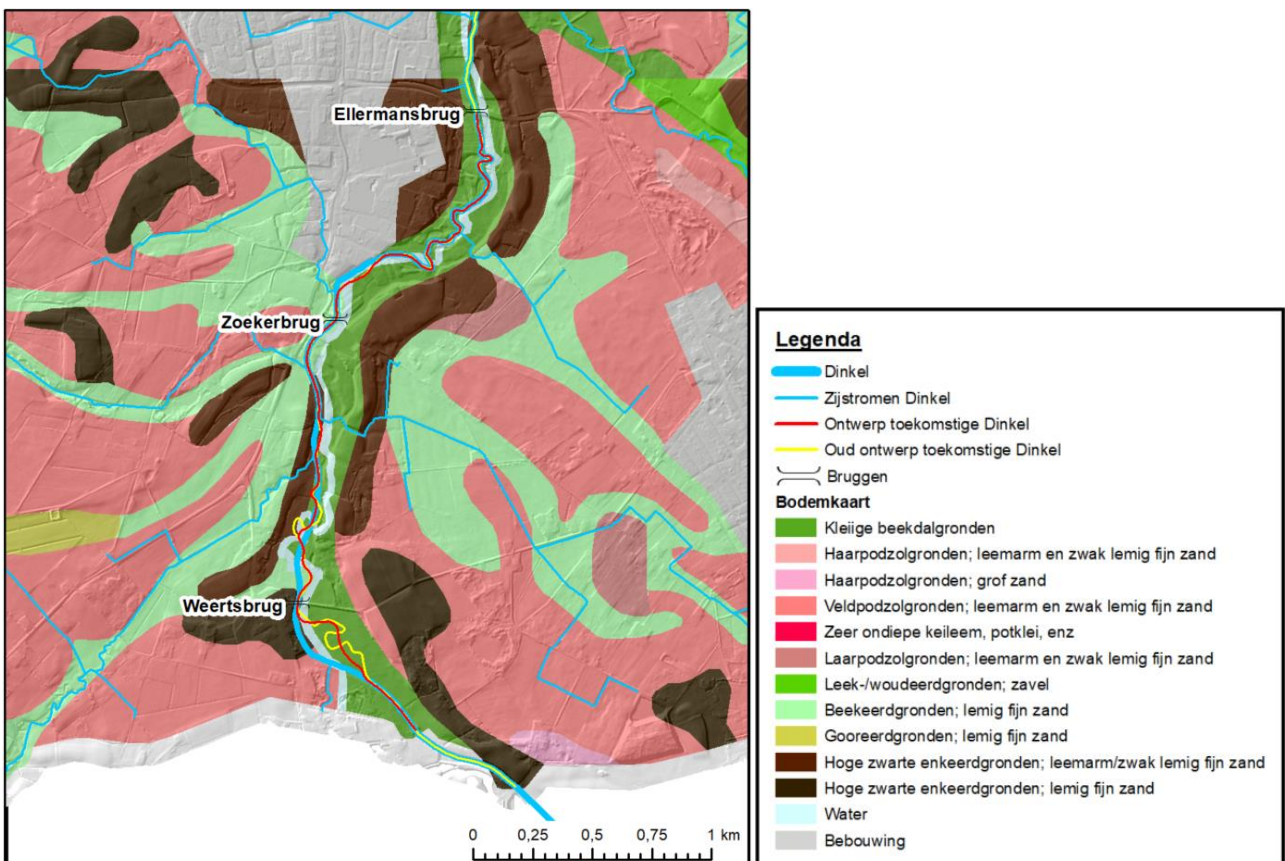 Ellermansbrug
Zoekerbrug
Weertsbrug
0 0,25 0,5 0,75 1 km
Legenda
Dinkel
Zijstromen Dinkel
Ontwerp toekomstige Dinkel
Oud ontwerp toekomstige Dinkel
Bruggen
Bodemkaart
Kleiige beekdalgronden
Haarpodzolgronden; leemarm en zwak lemig fijn zand
Haarpodzolgronden; grof zand
Veldpodzolgronden; leemarm en zwak lemig fijn zand
Zeer ondiepe keileem, potklei, enz
Laarpodzolgronden; leemarm en zwak lemig fijn zand
Leek-/woudeerdgronden; zavel
Beekeerdgronden; lemig fijn zand
Gooreerdgronden; lemig fijn zand
Hoge zwarte enkeerdgronden; leemarm/zwak lemig fijn zand
Hoge zwarte enkeerdgronden; lemig fijn zand
Water
Bebouwing